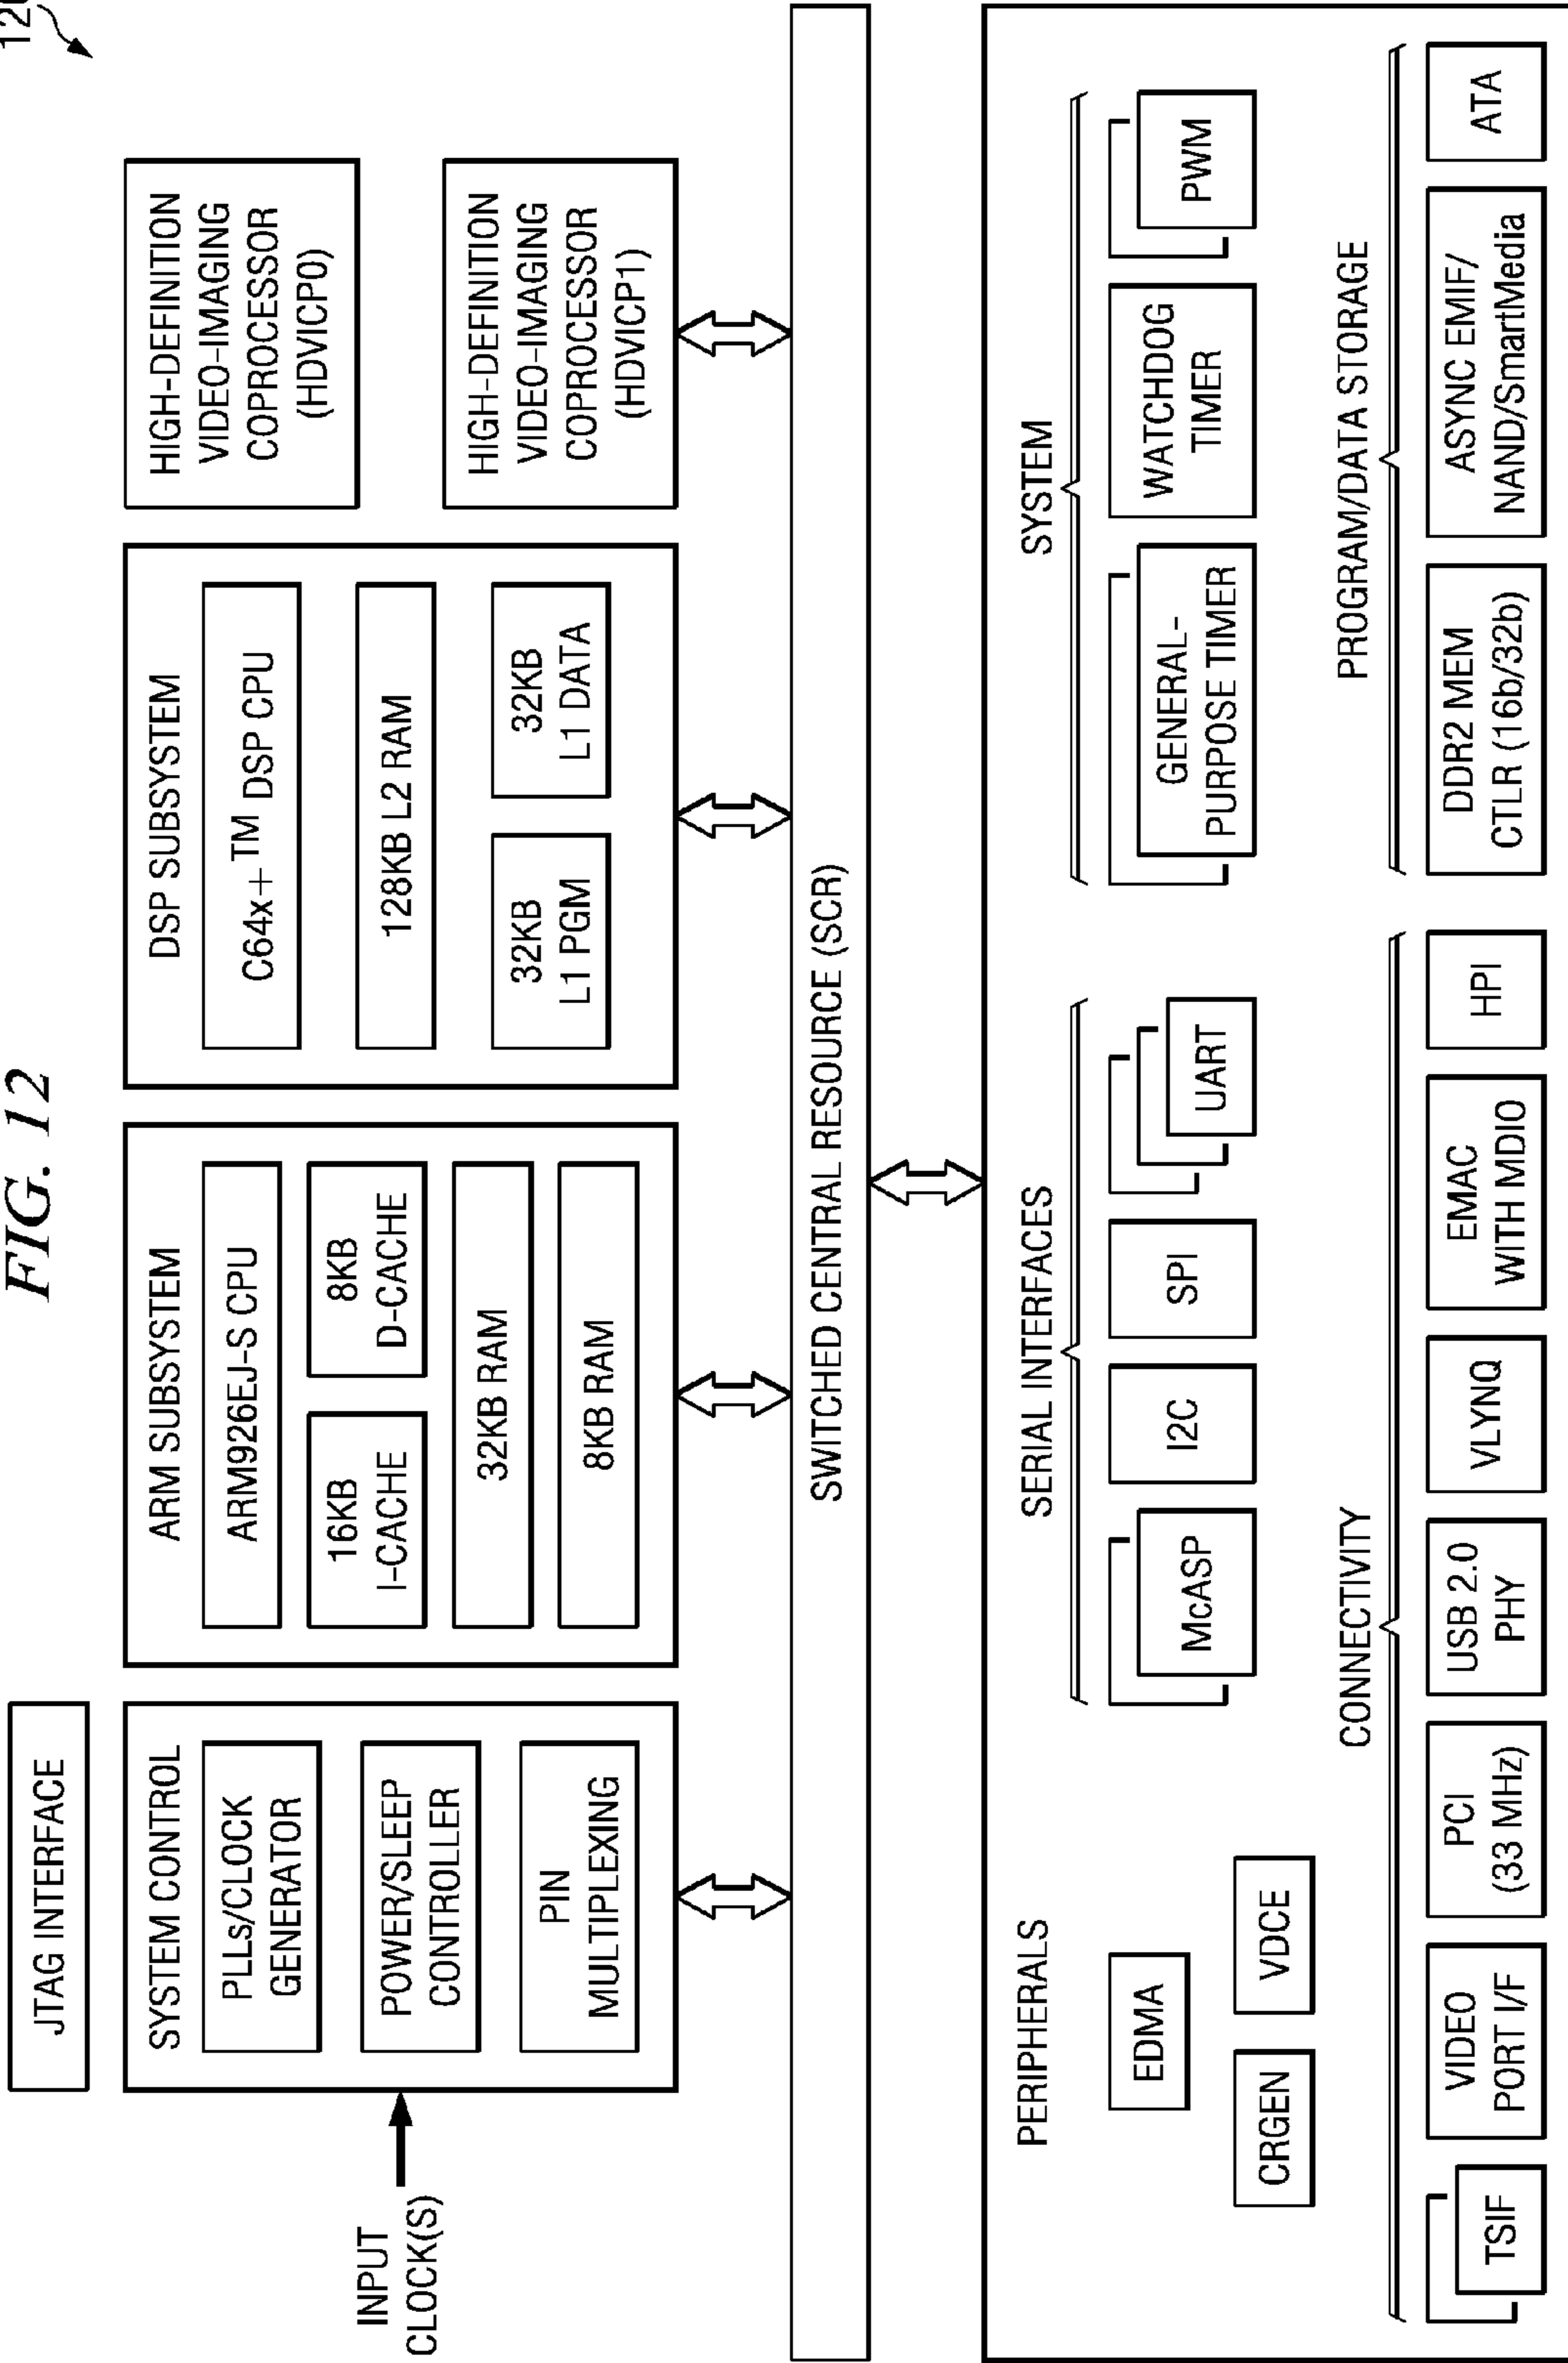 FIG. 12
JTAG INTERFACE
INPUT
CLOCK(S)
SYSTEM CONTROL
PLLs/CLOCK
GENERATOR
POWER/SLEEP
CONTROLLER
PIN
MULTIPLEXING
ARM SUBSYSTEM
ARM926EJ-S CPU
16KB
I-CACHE
8KB
D-CACHE
32KB RAM
8KB RAM
DSP SUBSYSTEM
C64x+™ DSP CPU
128KB L2 RAM
32KB
L1 PGM
32KB
L1 DATA
HIGH-DEFINITION
VIDEO-IMAGING
COPROCESSOR
(HDVICP0)
HIGH-DEFINITION
VIDEO-IMAGING
COPROCESSOR
(HDVICP1)
SWITCHED CENTRAL RESOURCE (SCR)
PERIPHERALS
EDMA
CRGEN
VDCE
SERIAL INTERFACES
McASP
I2C
SPI
UART
SYSTEM
GENERAL-
PURPOSE TIMER
WATCHDOG
TIMER
PWM
CONNECTIVITY
TSIF
VIDEO
PORT I/F
PCI
(33 MHz)
USB 2.0
PHY
VLYNQ
EMAC
WITH MDIO
HPI
PROGRAM/DATA STORAGE
DDR2 MEM
CTLR (16b/32b)
ASYNC EMIF/
NAND/SmartMedia
ATA